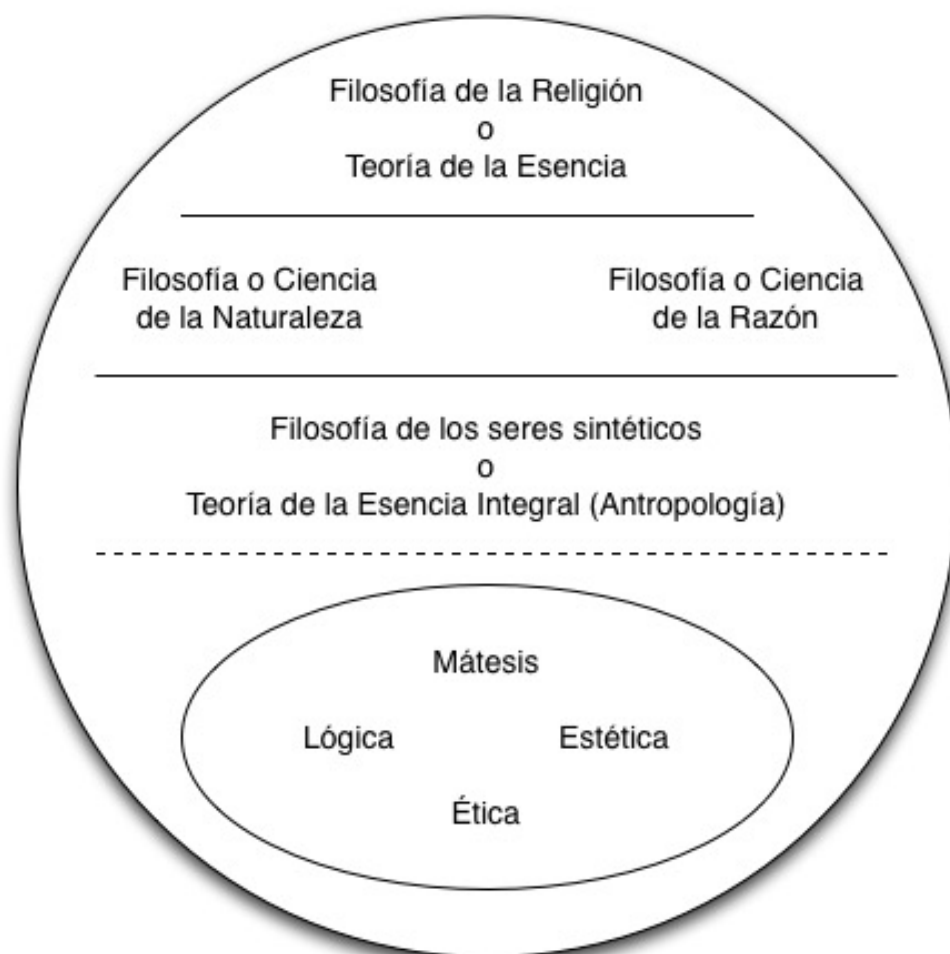 Filosofía de la Religión
o
Teoría de la Esencia
Filosofía o Ciencia
de la Naturaleza
Filosofía o Ciencia
de la Razón
Filosofía de los seres sintéticos
o
Teoría de la Esencia Integral (Antropología)
Mátesis
Lógica
Estética
Ética